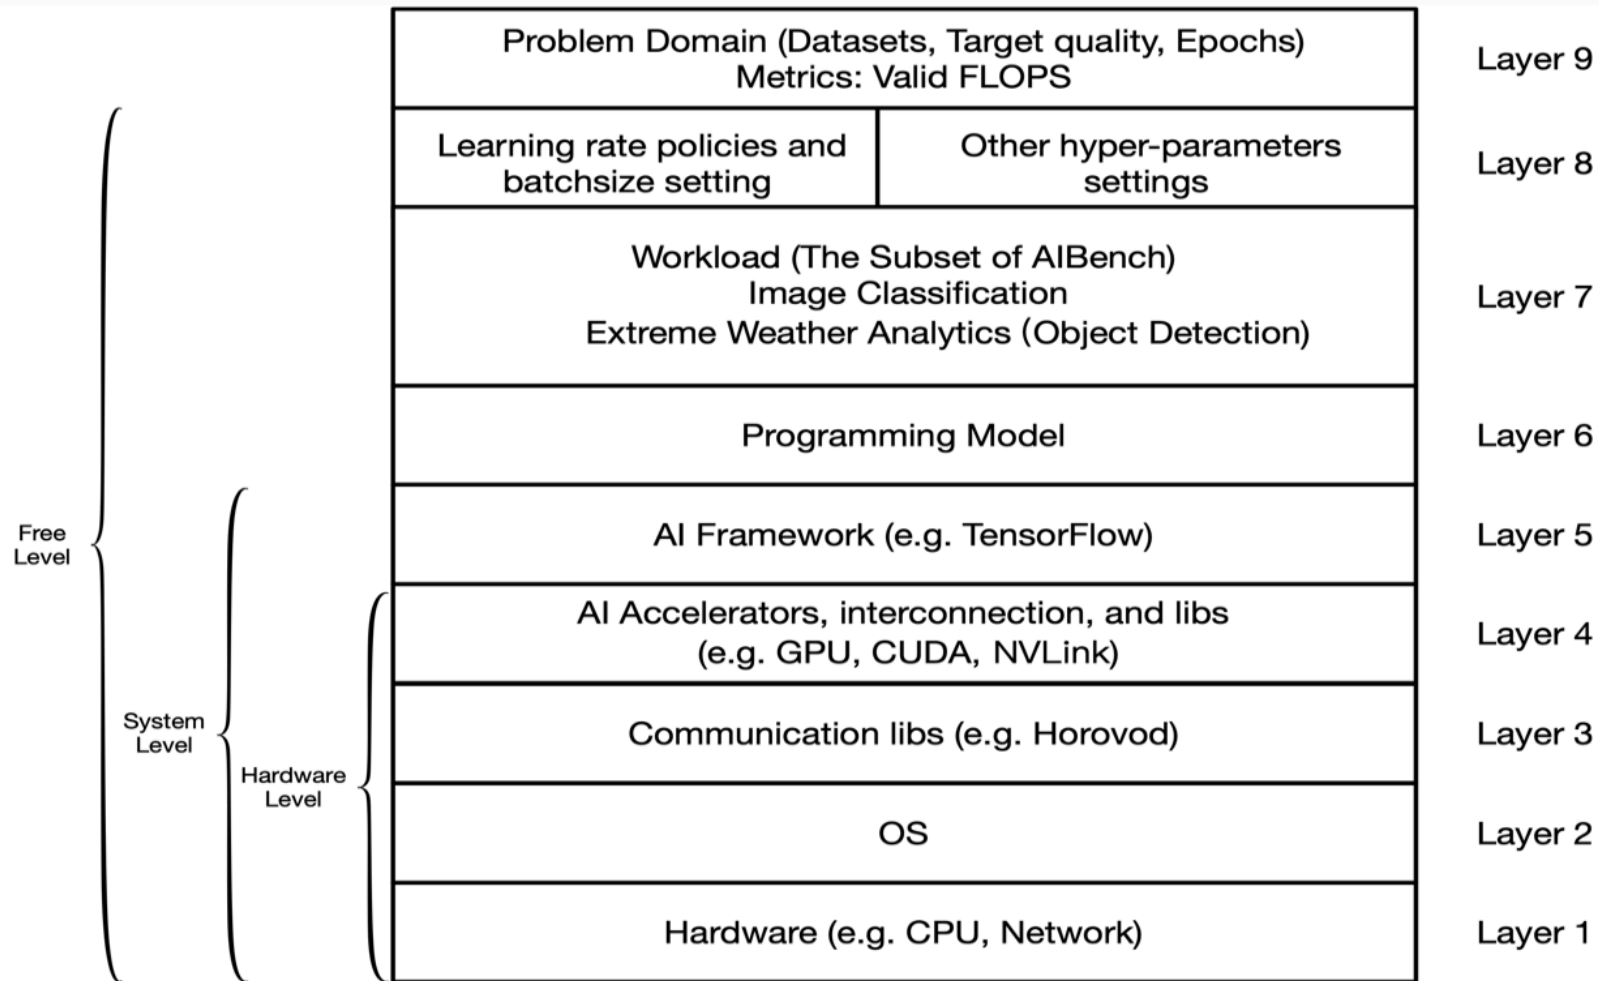 Problem Domain (Datasets, Target quality, Epochs)
Metrics: Valid FLOPS
Layer 9
Learning rate policies and
batchsize setting
Other hyper-parameters
settings
Layer 8
Workload (The Subset of AIBench)
Image Classification
Extreme Weather Analytics (Object Detection)
Layer 7
Programming Model
Layer 6
Free
Level
AI Framework (e.g. TensorFlow)
Layer 5
AI Accelerators, interconnection, and libs
(e.g. GPU, CUDA, NVLink)
Layer 4
System
Level
Communication libs (e.g. Horovod)
Layer 3
Hardware
Level
OS
Layer 2
Hardware (e.g. CPU, Network)
Layer 1